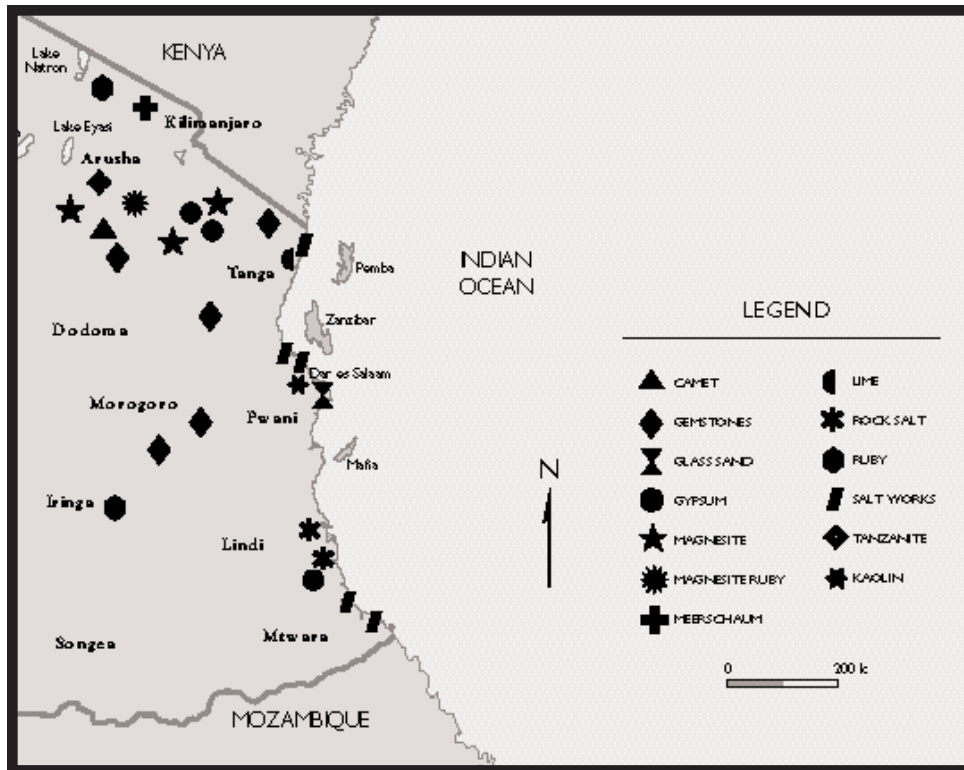 KENYA
Lake
Natron
Kilimanjaro
Lake Eyasi
Arusha
Tanga
Pemba
INDIAN
OCEAN
Zanzibar
Dodoma
Dar es Salaam
Morogoro
Pwani
Mafia
Iringa
Lindi
Songea
Mtwara
MOZAMBIQUE
N
LEGEND
CAMET
GEMSTONES
GLASS SAND
GYPSUM
MAGNESITE
MAGNESITE RUBY
MEERSCHAUM
LIME
ROCK SALT
RUBY
SALT WORKS
TANZANITE
KAOLIN
0 200 k